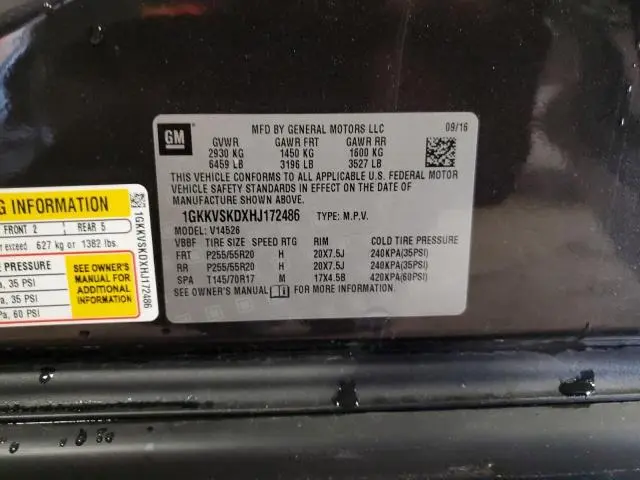 GM
MFD BY GENERAL MOTORS LLC 09/16
GVWR GAWR FRT GAWR RR
2930 KG 1450 KG 1600 KG
6459 LB 3196 LB 3527 LB
THIS VEHICLE CONFORMS TO ALL APPLICABLE U.S. FEDERAL MOTOR
VEHICLE SAFETY STANDARDS IN EFFECT ON THE DATE OF
MANUFACTURE SHOWN ABOVE.
1GKKVSKDXHJ172486 TYPE: M.P.V.
MODEL: V14526
VBBF TIRE SIZE SPEED RTG RIM COLD TIRE PRESSURE
FRT P255/55R20 H 20X7.5J 240KPA(35PSI)
RR P255/55R20 H 20X7.5J 240KPA(35PSI)
SPA T145/70R17 M 17X4.5B 420KPA(60PSI)
SEE OWNER'S MANUAL FOR MORE INFORMATION.
G INFORMATION
FRONT 2 REAR 5
exceed 627 kg or 1382 lbs.
E PRESSURE
a, 35 PSI
a, 35 PSI
a, 60 PSI
SEE OWNER'S
MANUAL FOR
ADDITIONAL
INFORMATION
1GKKVSKDXHJ172486